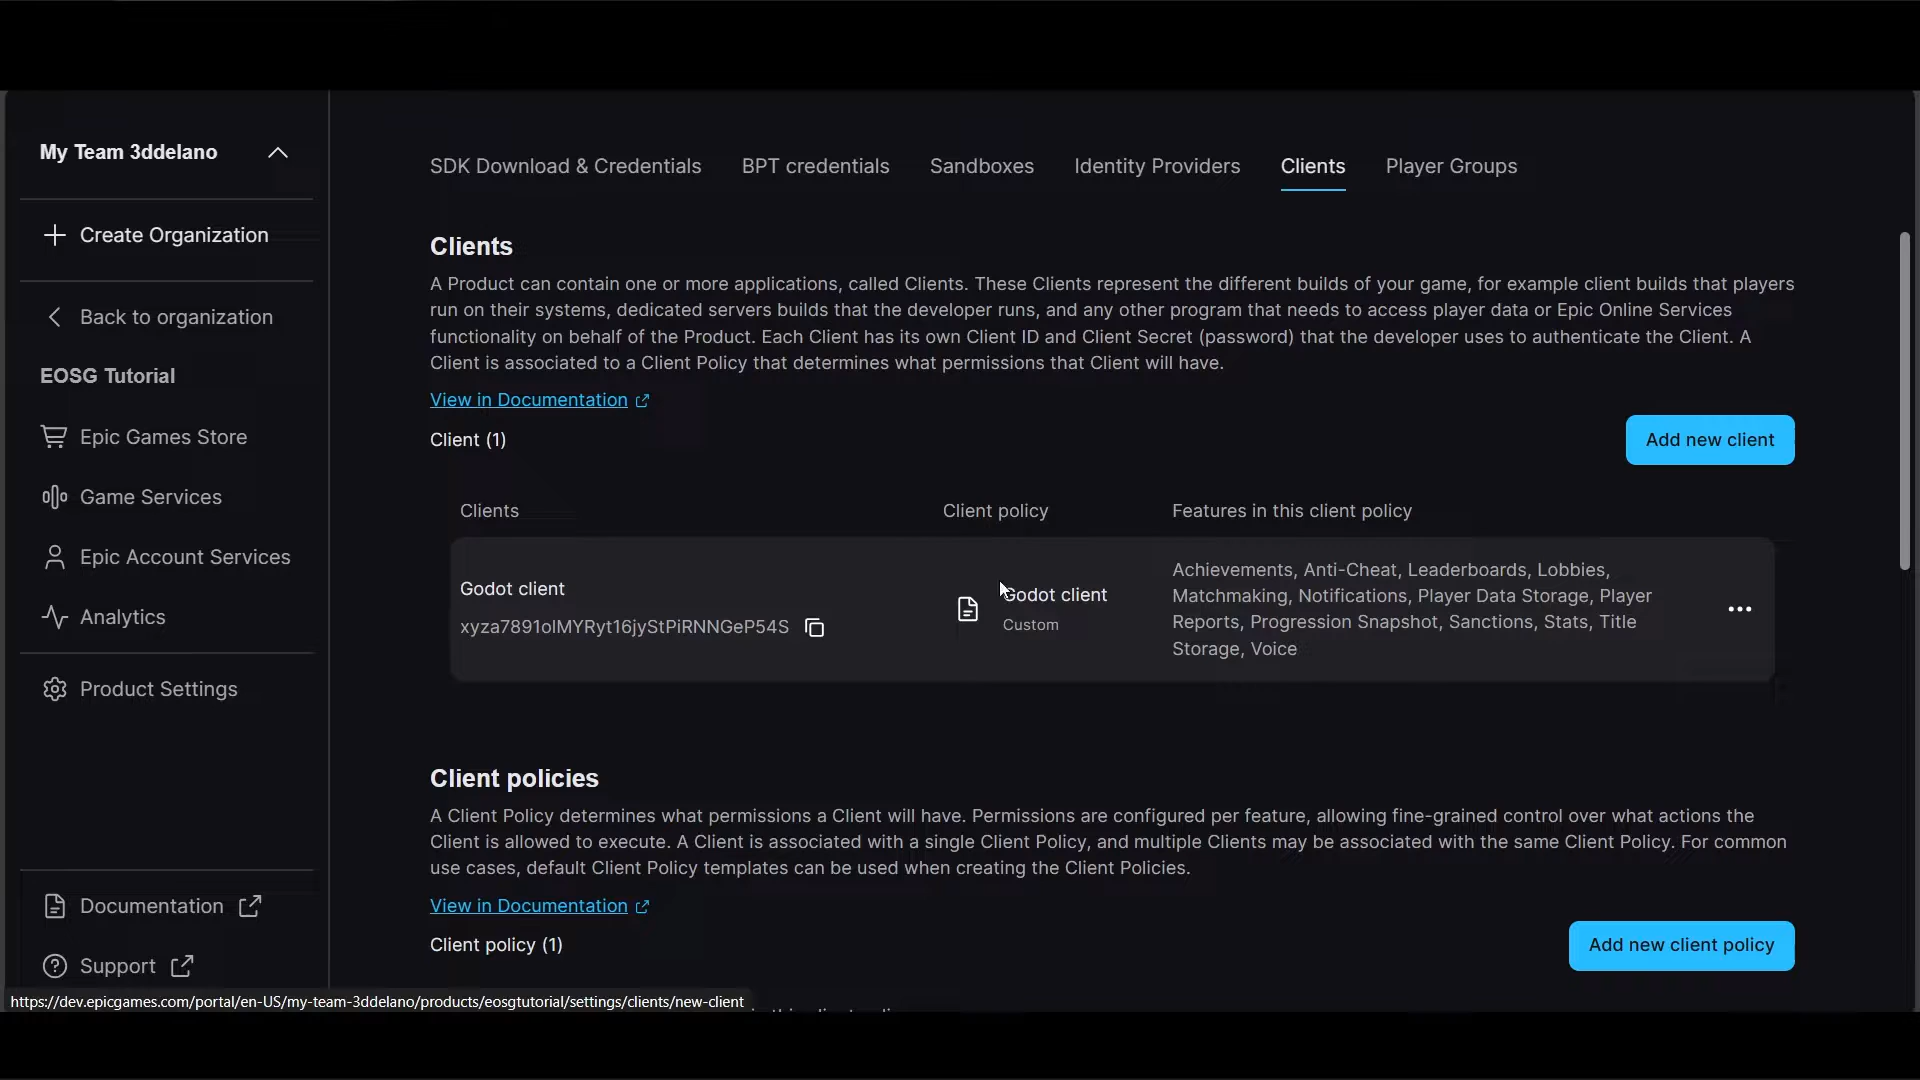 My Team 3ddelano
Create Organization
Back to organization
EOSG Tutorial
Epic Games Store
Game Services
Epic Account Services
Analytics
Product Settings
Documentation
Support
SDK Download & Credentials
BPT credentials
Sandboxes
Identity Providers
Clients
Player Groups
Clients
A Product can contain one or more applications, called Clients. These Clients represent the different builds of your game, for example client builds that players
run on their systems, dedicated servers builds that the developer runs, and any other program that needs to access player data or Epic Online Services
functionality on behalf of the Product. Each Client has its own Client ID and Client Secret (password) that the developer uses to authenticate the Client. A
Client is associated to a Client Policy that determines what permissions that Client will have.
View in Documentation
Client (1)
Add new client
Clients
Client policy
Features in this client policy
Godot client
xyza7891olMYRyt16jyStPiRNNGeP54S
Godot client
Custom
Achievements, Anti-Cheat, Leaderboards, Lobbies,
Matchmaking, Notifications, Player Data Storage, Player
Reports, Progression Snapshot, Sanctions, Stats, Title
Storage, Voice
Client policies
A Client Policy determines what permissions a Client will have. Permissions are configured per feature, allowing fine-grained control over what actions the
Client is allowed to execute. A Client is associated with a single Client Policy, and multiple Clients may be associated with the same Client Policy. For common
use cases, default Client Policy templates can be used when creating the Client Policies.
View in Documentation
Client policy (1)
Add new client policy
https://dev.epicgames.com/portal/en-US/my-team-3ddelano/products/eosgtutorial/settings/clients/new-client